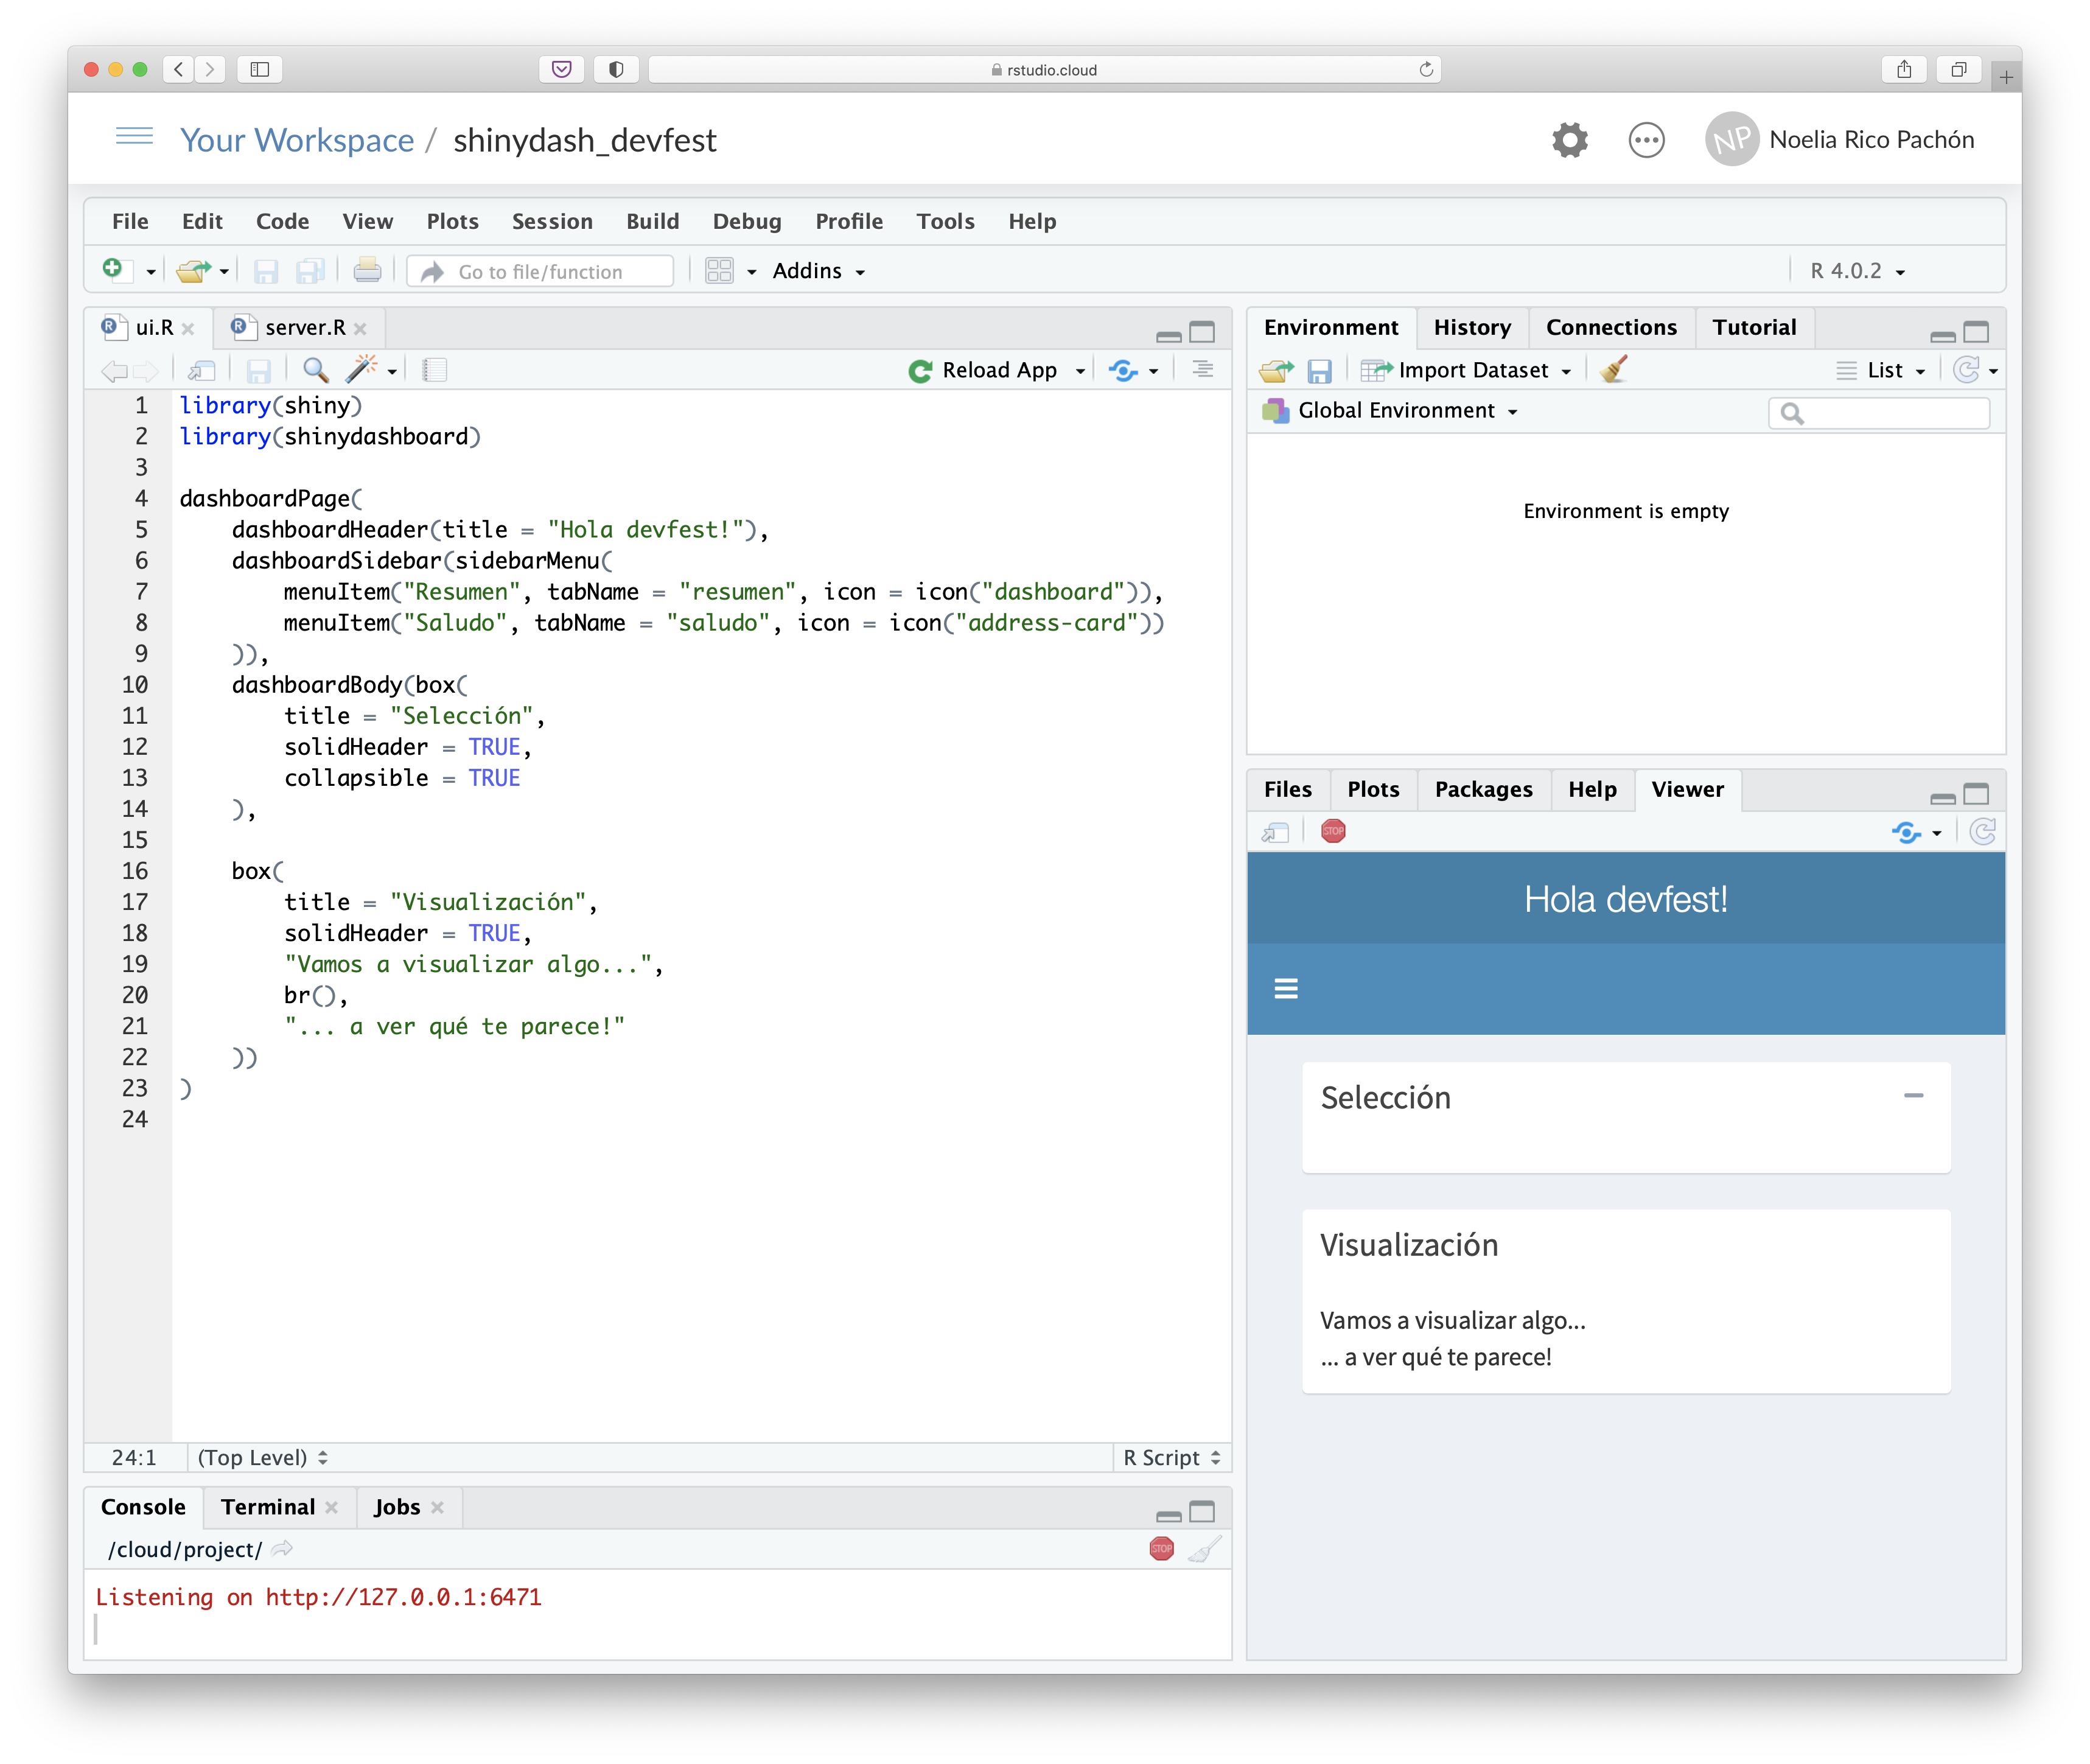 rstudio.cloud
Your Workspace / shinydash_devfest
NP Noelia Rico Pachón
File Edit Code View Plots Session Build Debug Profile Tools Help
Go to file/function Addins R 4.0.2
ui.R server.R
Reload App
1 library(shiny)
2 library(shinydashboard)
3
4 dashboardPage(
5     dashboardHeader(title = "Hola devfest!"),
6     dashboardSidebar(sidebarMenu(
7         menuItem("Resumen", tabName = "resumen", icon = icon("dashboard")),
8         menuItem("Saludo", tabName = "saludo", icon = icon("address-card"))
9     )),
10     dashboardBody(box(
11         title = "Selección",
12         solidHeader = TRUE,
13         collapsible = TRUE
14     ),
15
16     box(
17         title = "Visualización",
18         solidHeader = TRUE,
19         "Vamos a visualizar algo...",
20         br(),
21         "... a ver qué te parece!"
22     ))
23 )
24
24:1 (Top Level) R Script
Console Terminal Jobs
/cloud/project/ STOP
Listening on http://127.0.0.1:6471
Environment History Connections Tutorial
Import Dataset List
Global Environment
Environment is empty
Files Plots Packages Help Viewer
STOP
Hola devfest!
Selección
Visualización
Vamos a visualizar algo...
... a ver qué te parece!